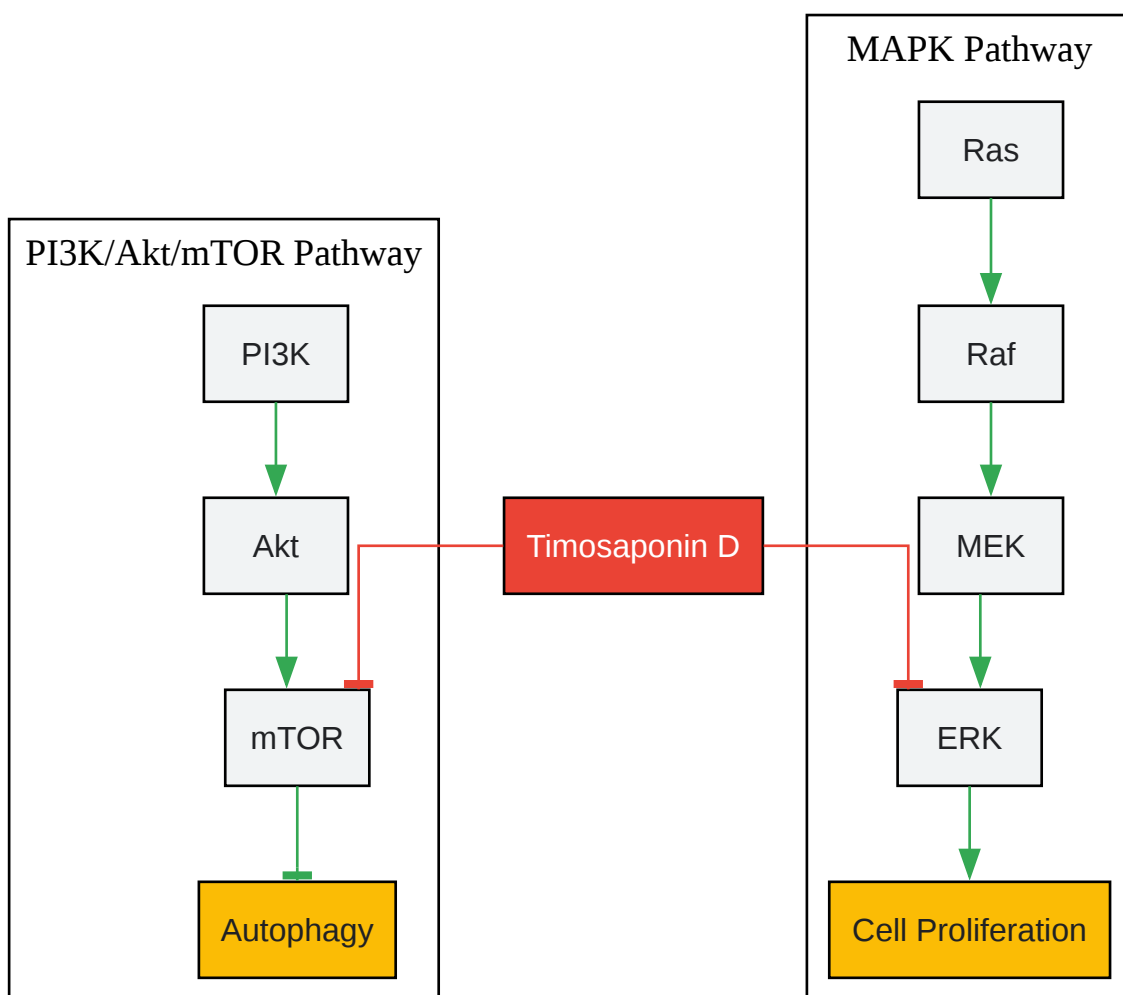 MAPK Pathway
Ras
PI3K/Akt/mTOR Pathway
PI3K
Raf
Akt
Timosaponin D
MEK
mTOR
ERK
Autophagy
Cell Proliferation